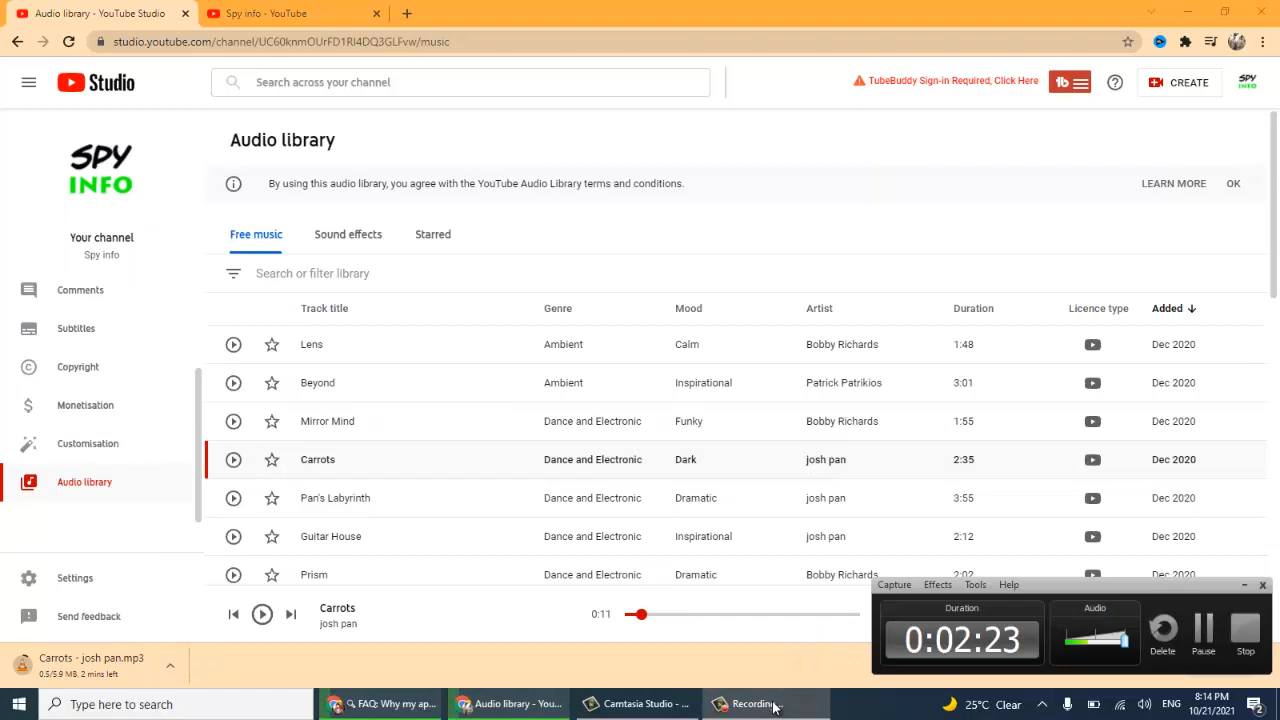 Audio library - YouTube Studio
Spy info - YouTube
studio.youtube.com/channel/UC60knmOUrFD1RI4DQ3GLFvw/music
Studio
Search across your channel
TubeBuddy Sign-in Required, Click Here
tb
CREATE
SPY INFO
SPY
INFO
Your channel
Spy info
Comments
Subtitles
Copyright
Monetisation
Customisation
Audio library
Settings
Send feedback
Audio library
By using this audio library, you agree with the YouTube Audio Library terms and conditions.
LEARN MORE
OK
Free music
Sound effects
Starred
Search or filter library
Track title Genre Mood Artist Duration Licence type Added
Lens Ambient Calm Bobby Richards 1:48 Dec 2020
Beyond Ambient Inspirational Patrick Patrikios 3:01 Dec 2020
Mirror Mind Dance and Electronic Funky Bobby Richards 1:55 Dec 2020
Carrots Dance and Electronic Dark josh pan 2:35 Dec 2020
Pan's Labyrinth Dance and Electronic Dramatic josh pan 3:55 Dec 2020
Guitar House Dance and Electronic Inspirational josh pan 2:12 Dec 2020
Prism Dance and Electronic Dramatic Bobby Richards 2:02 Dec 2020
Carrots
josh pan
0:11
Capture Effects Tools Help
Duration
0:02:23
Audio
Delete
Pause
Stop
Carrots - josh pan.mp3
0.5/5.9 MB, 2 mins left
Type here to search
FAQ: Why my ap...
Audio library - You...
Camtasia Studio - ...
Recording...
25°C Clear
ENG
8:14 PM
10/21/2021